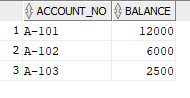 ACCOUNT_NO BALANCE
1 A-101 12000
2 A-102 6000
3 A-103 2500